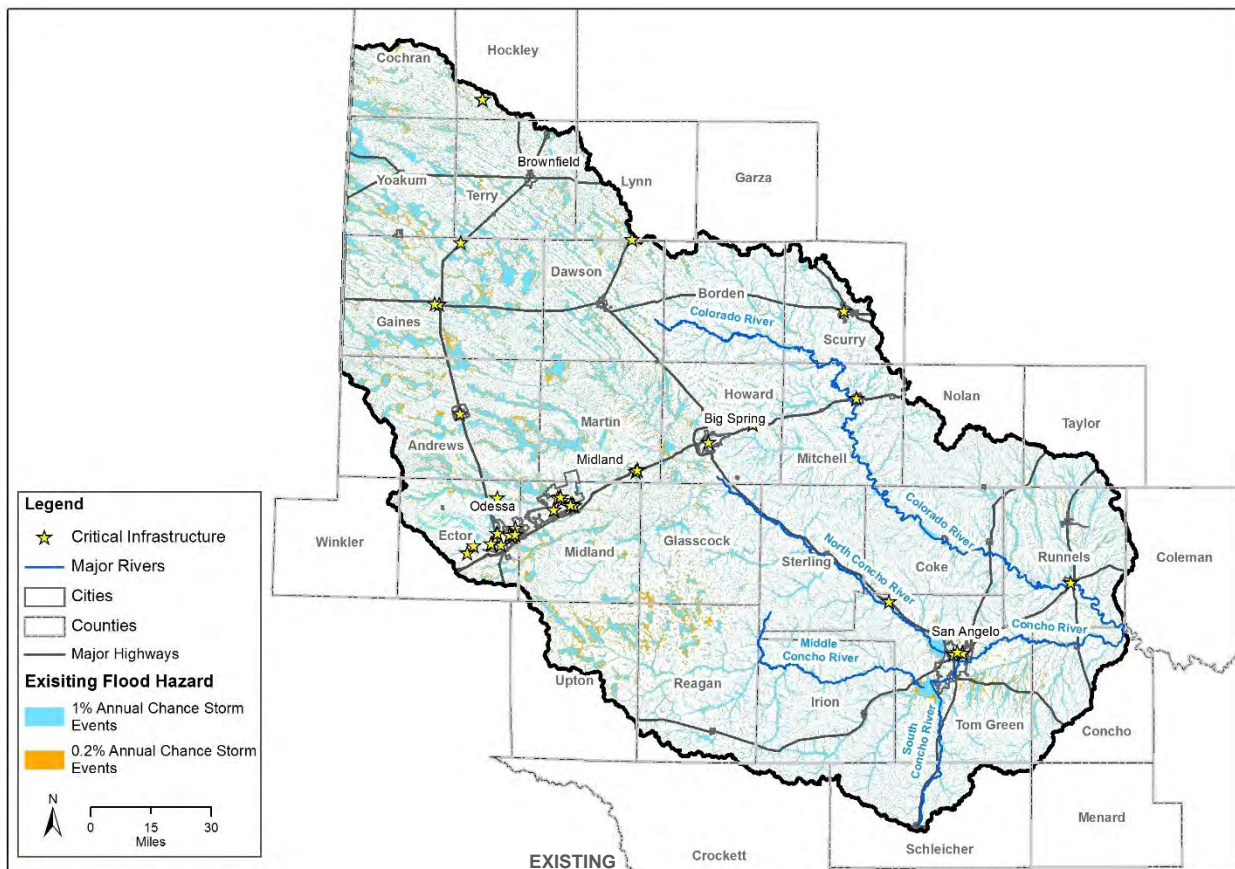 Cochran
Hockley
Brownfield
Yoakum
Terry
Lynn
Garza
Dawson
Borden
Colorado River
Gaines
Scurry
Howard
Nolan
Big Spring
Taylor
Martin
Andrews
Midland
Mitchell
Odessa
Colorado River
Winkler
Ector
Midland
Glasscock
Sterling
North Concho River
Coke
Runnels
Coleman
San Angelo
Concho River
Middle
Concho River
Upton
Reagan
Irion
Tom Green
South
Concho River
Concho
Menard
Schleicher
Crockett
EXISTING
Legend
Critical Infrastructure
Major Rivers
Cities
Counties
Major Highways
Exisiting Flood Hazard
1% Annual Chance Storm
Events
0.2% Annual Chance Storm
Events
N
0 15 30
Miles